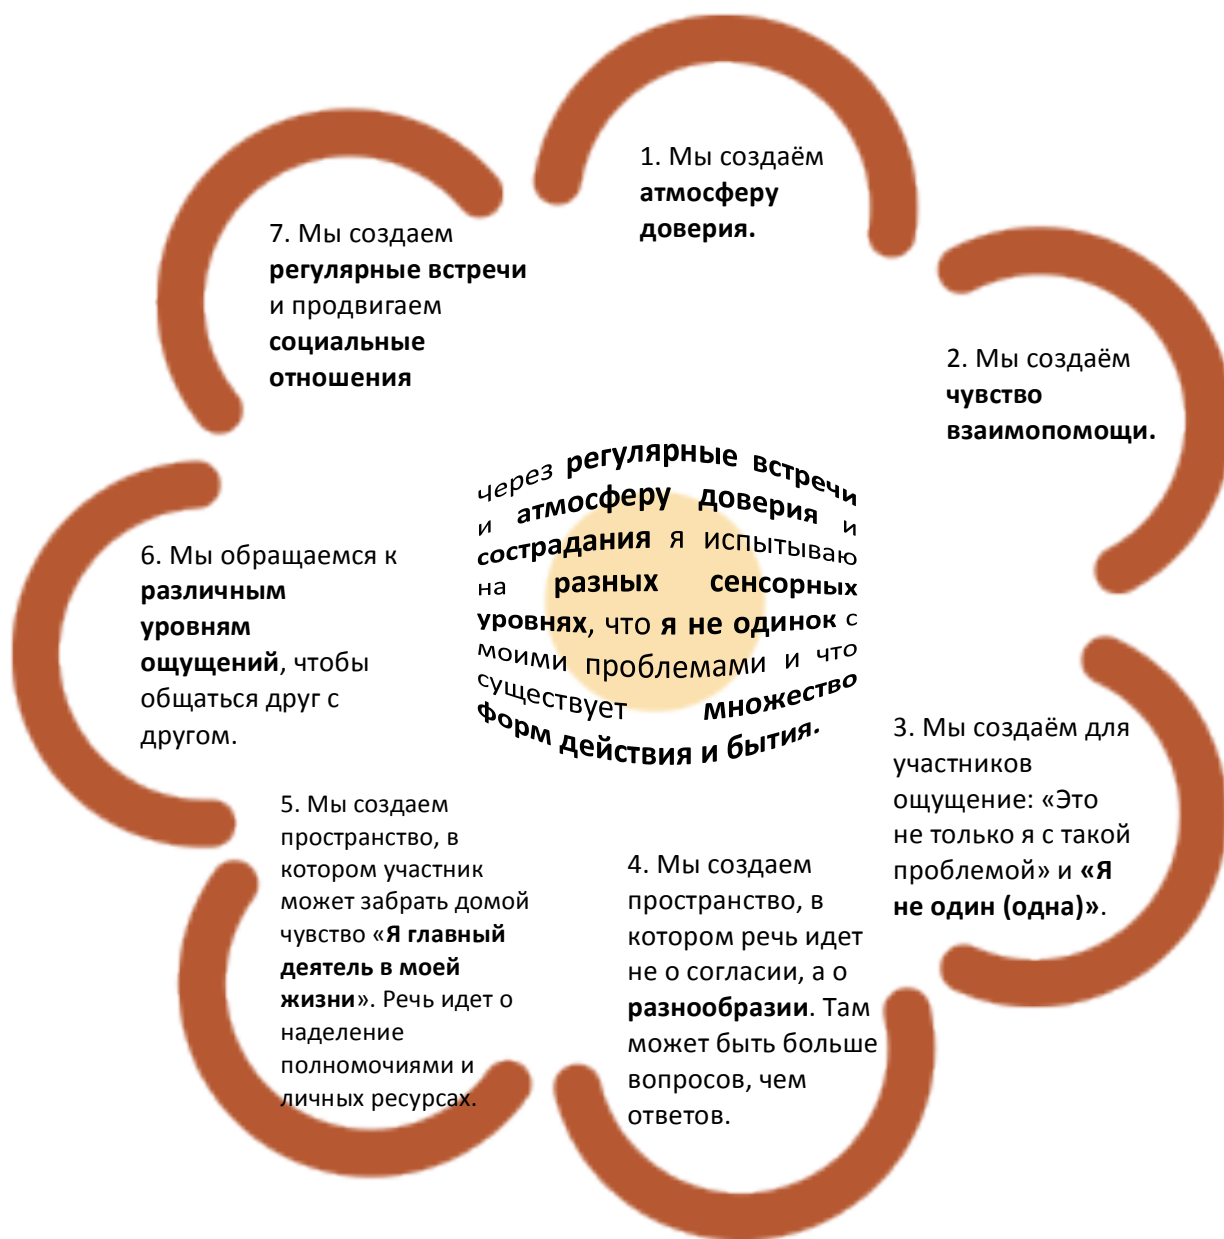 1. Мы создаём
атмосферу
доверия.
2. Мы создаём
чувство
взаимопомощи.
3. Мы создаём для
участников
ощущение: «Это
не только я с такой
проблемой» и «Я
не один (одна)».
4. Мы создаем
пространство, в
котором речь идет
не о согласии, а о
разнообразии. Там
может быть больше
вопросов, чем
ответов.
5. Мы создаем
пространство, в
котором участник
может забрать домой
чувство «Я главный
деятель в моей
жизни». Речь идет о
наделение
полномочиями и
личных ресурсах.
6. Мы обращаемся к
различным
уровням
ощущений, чтобы
общаться друг с
другом.
7. Мы создаем
регулярные встречи
и продвигаем
социальные
отношения
через регулярные встречи
и атмосферу доверия и
сострадания я испытываю
на разных сенсорных
уровнях, что я не одинок с
моими проблемами и что
существует множество
форм действия и бытия.